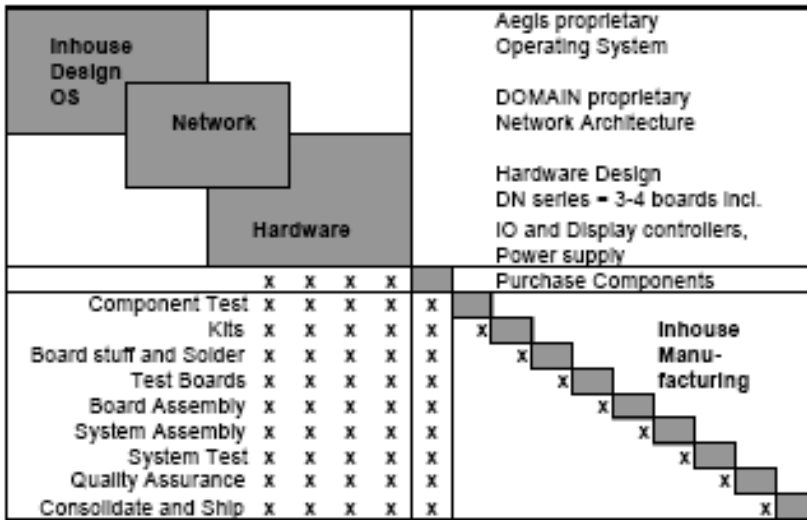 Inhouse
Design
OS
Network
Hardware
Aegis proprietary
Operating System
DOMAIN proprietary
Network Architecture
Hardware Design
DN series = 3-4 boards incl.
IO and Display controllers,
Power supply
x x x x Purchase Components
Component Test x x x x x
Kits x x x x x x
Board stuff and Solder x x x x x x
Test Boards x x x x x x
Board Assembly x x x x x x
System Assembly x x x x x x
System Test x x x x x x
Quality Assurance x x x x x x
Consolidate and Ship x x x x x x
Inhouse
Manu-
facturing